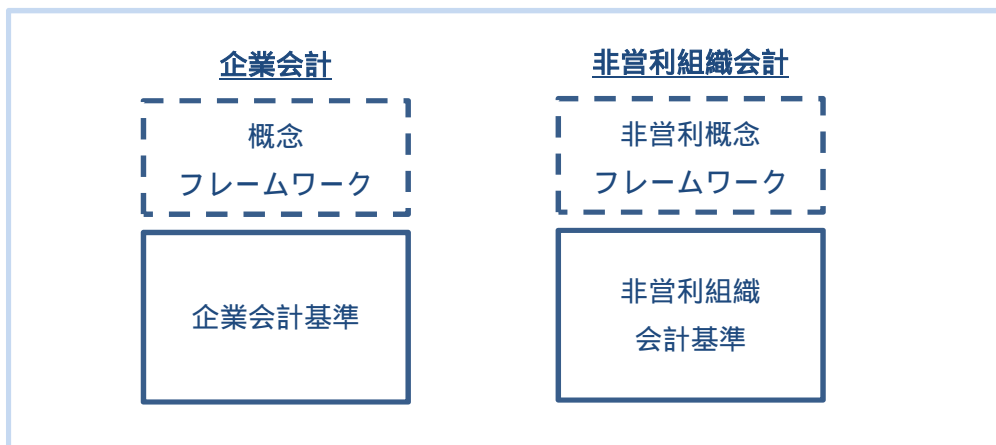 企業会計
概念
フレームワーク
企業会計基準
非営利組織会計
非営利概念
フレームワーク
非営利組織
会計基準